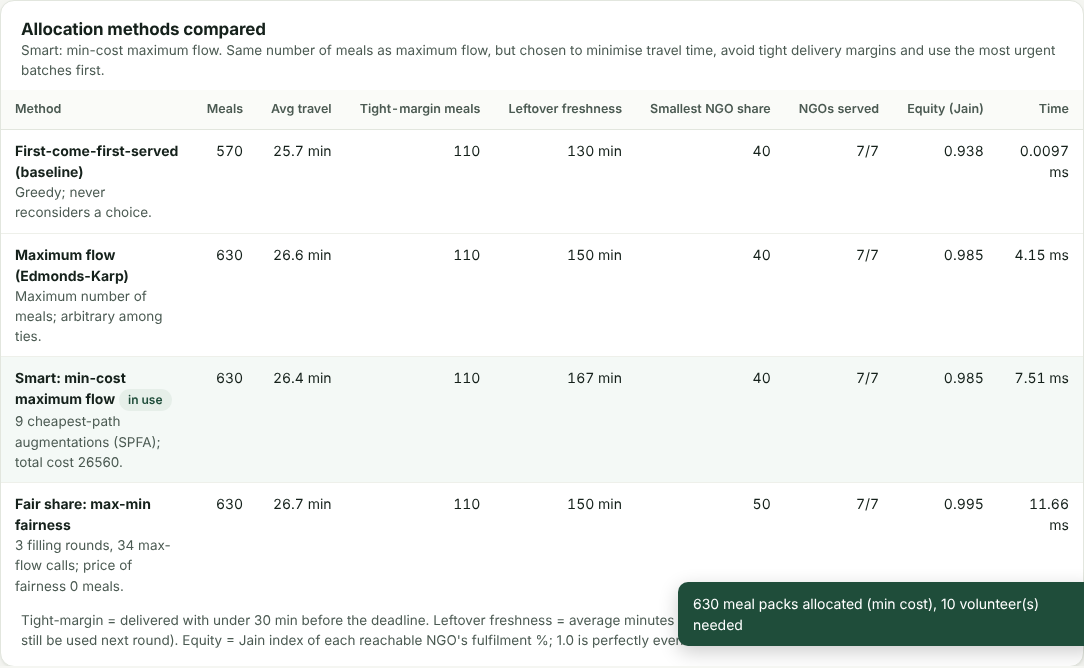 Allocation methods compared
Smart: min-cost maximum flow. Same number of meals as maximum flow, but chosen to minimise travel time, avoid tight delivery margins and use the most urgent
batches first.
Method Meals Avg travel Tight-margin meals Leftover freshness Smallest NGO share NGOs served Equity (Jain) Time
First-come-first-served 570 25.7 min 110 130 min 40 7/7 0.938 0.0097
(baseline) ms
Greedy; never
reconsiders a choice.
Maximum flow 630 26.6 min 110 150 min 40 7/7 0.985 4.15 ms
(Edmonds-Karp)
Maximum number of
meals; arbitrary among
ties.
Smart: min-cost 630 26.4 min 110 167 min 40 7/7 0.985 7.51 ms
maximum flow in use
9 cheapest-path
augmentations (SPFA);
total cost 26560.
Fair share: max-min 630 26.7 min 110 150 min 50 7/7 0.995 11.66
fairness ms
3 filling rounds, 34 max-
flow calls; price of
fairness 0 meals.
Tight-margin = delivered with under 30 min before the deadline. Leftover freshness = average minutes
still be used next round). Equity = Jain index of each reachable NGO's fulfilment %; 1.0 is perfectly
630 meal packs allocated (min cost), 10 volunteer(s)
needed